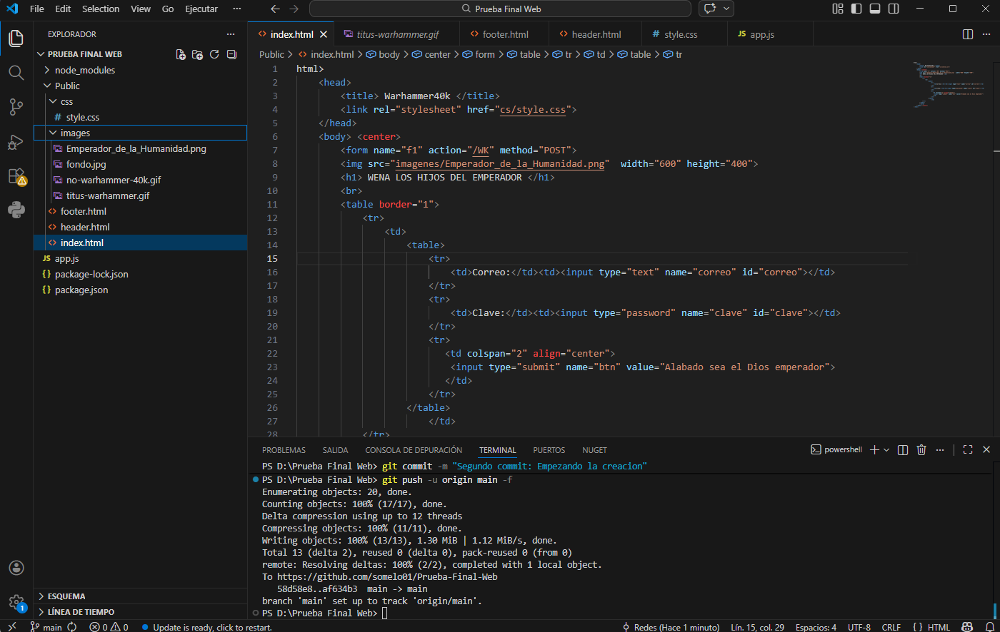 File Edit Selection View Go Ejecutar ··· Prueba Final Web
EXPLORADOR ···
PRUEBA FINAL WEB
node_modules
Public
css
# style.css
images
Emperador_de_la_Humanidad.png
fondo.jpg
no-warhammer-40k.gif
titus-warhammer.gif
<> footer.html
<> header.html
<> index.html
JS app.js
{} package-lock.json
{} package.json
ESQUEMA
LÍNEA DE TIEMPO
<> index.html titus-warhammer.gif <> footer.html <> header.html # style.css JS app.js
Public > <> index.html > body > center > form > table > tr > td > table > tr
1 html>
2 <head>
3 <title> Warhammer40k </title>
4 <link rel="stylesheet" href="cs/style.css">
5 </head>
6 <body> <center>
7 <form name="f1" action="/WK" method="POST">
8 <img src="imagenes/Emperador_de_la_Humanidad.png"  width="600" height="400">
9 <h1> WENA LOS HIJOS DEL EMPERADOR </h1>
10 <br>
11 <table border="1">
12 <tr>
13 <td>
14 <table>
15 <tr>
16 <td>Correo:</td><td><input type="text" name="correo" id="correo"></td>
17 </tr>
18 <tr>
19 <td>Clave:</td><td><input type="password" name="clave" id="clave"></td>
20 </tr>
21 <tr>
22 <td colspan="2" align="center">
23 <input type="submit" name="btn" value="Alabado sea el Dios emperador">
24 </td>
25 </tr>
26 </table>
27 </td>
28 </tr>
PROBLEMAS SALIDA CONSOLA DE DEPURACIÓN TERMINAL PUERTOS NUGET powershell
PS D:\Prueba Final Web> git commit -m "Segundo commit: Empezando la creacion"
PS D:\Prueba Final Web> git push -u origin main -f
Enumerating objects: 20, done.
Counting objects: 100% (17/17), done.
Delta compression using up to 12 threads
Compressing objects: 100% (11/11), done.
Writing objects: 100% (13/13), 1.30 MiB | 1.12 MiB/s, done.
Total 13 (delta 2), reused 0 (delta 0), pack-reused 0 (from 0)
remote: Resolving deltas: 100% (2/2), completed with 1 local object.
To https://github.com/somelo01/Prueba-Final-Web
58d58e8..af634b3  main -> main
branch 'main' set up to track 'origin/main'.
PS D:\Prueba Final Web>
1
main 0 0 Update is ready, click to restart. Redes (Hace 1 minuto) Lín. 15, col. 29 Espacios: 4 UTF-8 CRLF {} HTML